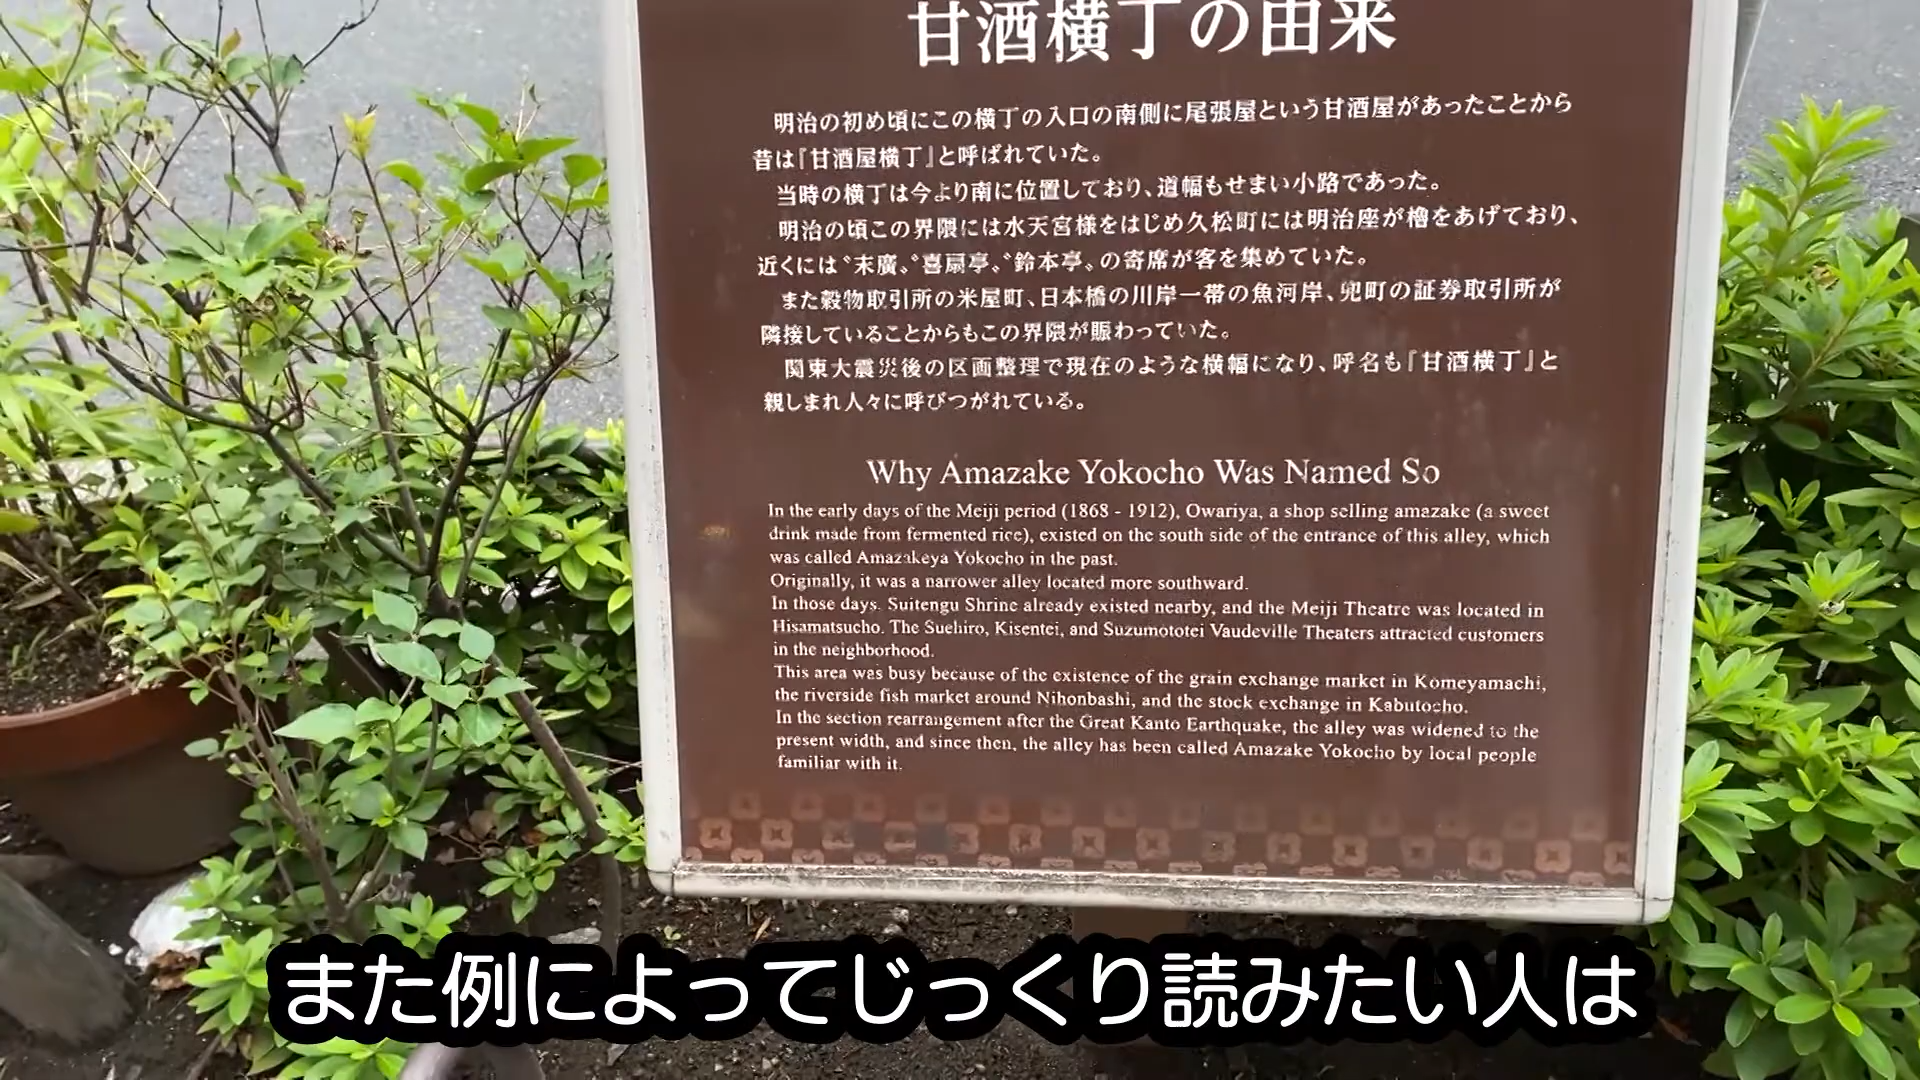 甘酒横丁の由来
明治の初め頃にこの横丁の入口の南側に尾張屋という甘酒屋があったことから
昔は『甘酒屋横丁』と呼ばれていた。
当時の横丁は今より南に位置しており、道幅もせまい小路であった。
明治の頃この界隈には水天宮様をはじめ久松町には明治座が櫓をあげており、
近くには〝末廣〟〝喜扇亭〟〝鈴本亭〟の寄席が客を集めていた。
また穀物取引所の米屋町、日本橋の川岸一帯の魚河岸、兜町の証券取引所が
隣接していることからもこの界隈が賑わっていた。
関東大震災後の区画整理で現在のような横幅になり、呼名も『甘酒横丁』と
親しまれ人々に呼びつがれている。
Why Amazake Yokocho Was Named So
In the early days of the Meiji period (1868 - 1912), Owariya, a shop selling amazake (a sweet
drink made from fermented rice), existed on the south side of the entrance of this alley, which
was called Amazakeya Yokocho in the past.
Originally, it was a narrower alley located more southward.
In those days, Suitengu Shrine already existed nearby, and the Meiji Theatre was located in
Hisamatsucho. The Suehiro, Kisentei, and Suzumototei Vaudeville Theaters attracted customers
in the neighborhood.
This area was busy because of the existence of the grain exchange market in Komeyamachi,
the riverside fish market around Nihonbashi, and the stock exchange in Kabutocho.
In the section rearrangement after the Great Kanto Earthquake, the alley was widened to the
present width, and since then, the alley has been called Amazake Yokocho by local people
familiar with it.
また例によってじっくり読みたい人は